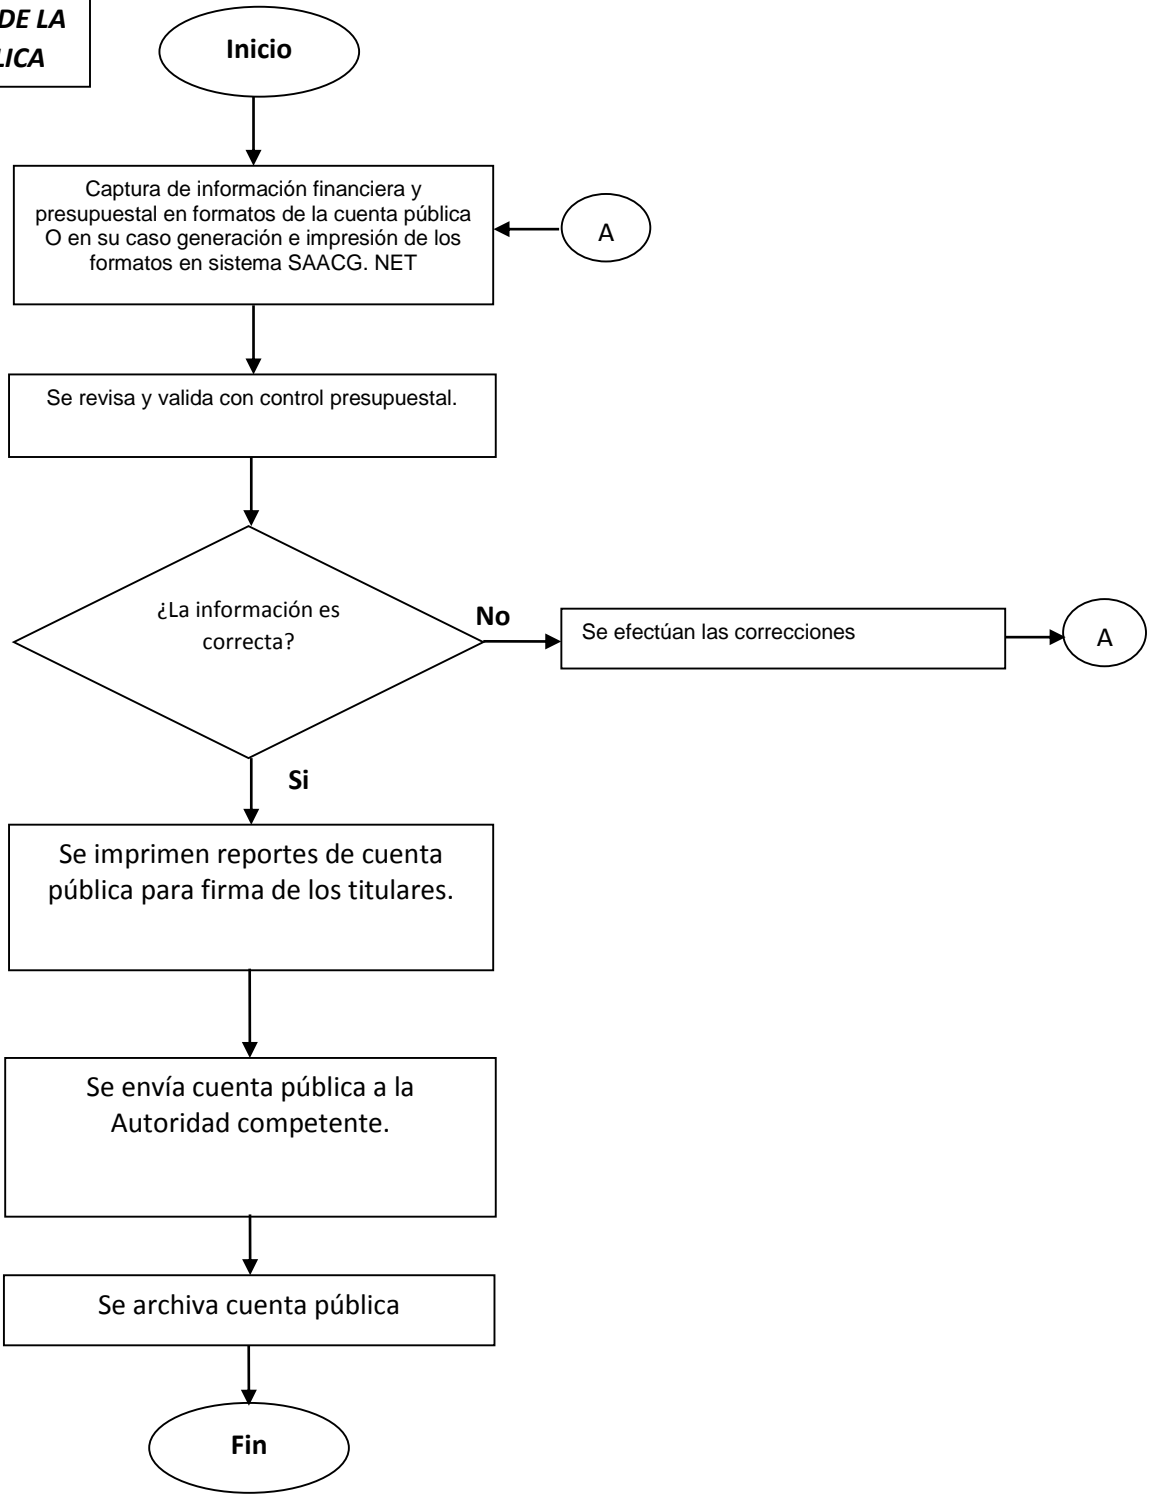 DE LA
Inicio
Captura de información financiera y
presupuestal en formatos de la cuenta pública
O en su caso generación e impresión de los
formatos en sistema SAACG. NET
A
Se revisa y valida con control presupuestal.
¿La información es
correcta?
No
Se efectúan las correcciones
A
Si
Se imprimen reportes de cuenta
pública para firma de los titulares.
Se envía cuenta pública a la
Autoridad competente.
Se archiva cuenta pública
Fin